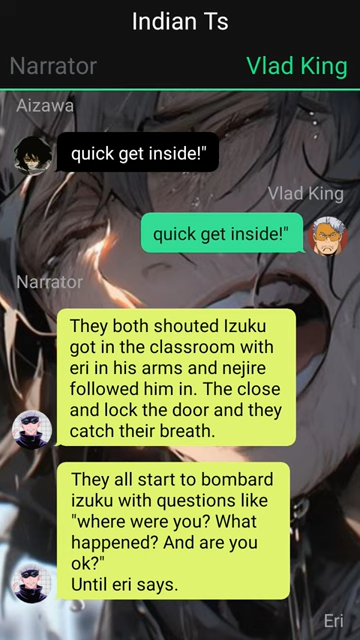 Indian Ts
Narrator
Vlad King
Aizawa
quick get inside!"
Vlad King
quick get inside!"
Narrator
They both shouted Izuku
got in the classroom with
eri in his arms and nejire
followed him in. The close
and lock the door and they
catch their breath.
They all start to bombard
izuku with questions like
"where were you? What
happened? And are you
ok?"
Until eri says.
Eri